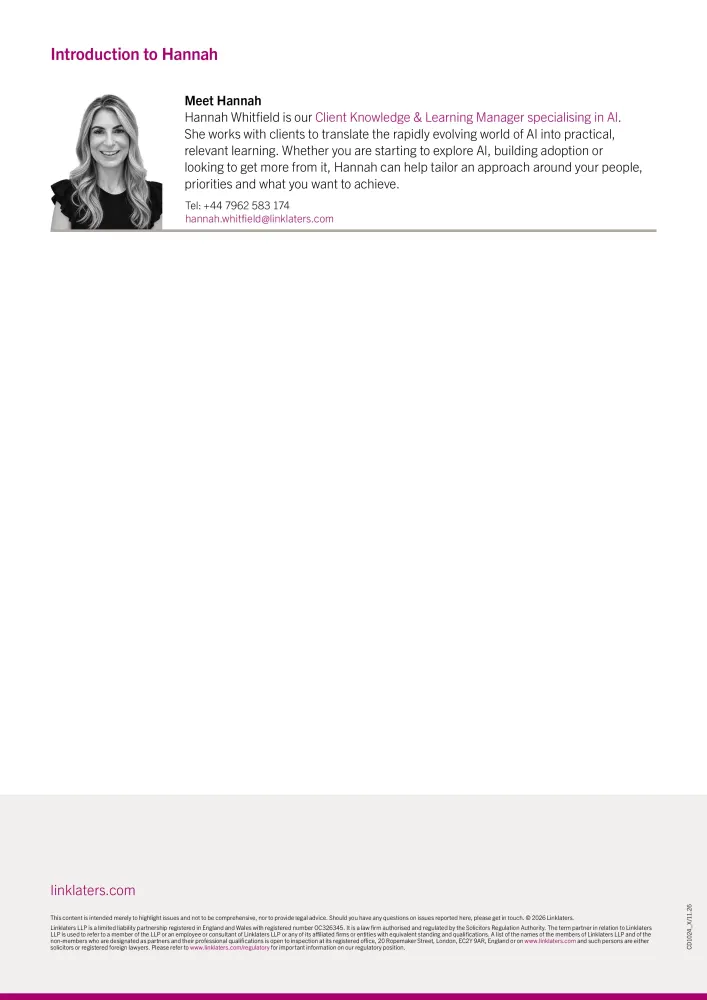 Introduction to Hannah
Meet Hannah
Hannah Whitfield is our Client Knowledge & Learning Manager specialising in AI.
She works with clients to translate the rapidly evolving world of AI into practical,
relevant learning. Whether you are starting to explore AI, building adoption or
looking to get more from it, Hannah can help tailor an approach around your people,
priorities and what you want to achieve.
Tel: +44 7962 583 174
hannah.whitfield@linklaters.com
linklaters.com
This content is intended merely to highlight issues and not to be comprehensive, nor to provide legal advice. Should you have any questions on issues reported here, please get in touch. © 2026 Linklaters.
Linklaters LLP is a limited liability partnership registered in England and Wales with registered number OC326345. It is a law firm authorised and regulated by the Solicitors Regulation Authority. The term partner in relation to Linklaters
LLP is used to refer to a member of the LLP or an employee or consultant of Linklaters LLP or any of its affiliated firms or entities with equivalent standing and qualifications. A list of the names of the members of Linklaters LLP and of the
non-members who are designated as partners and their professional qualifications is open to inspection at its registered office, 20 Ropemaker Street, London, EC2Y 9AR, England or on www.linklaters.com and such persons are either
solicitors or registered foreign lawyers. Please refer to www.linklaters.com/regulatory for important information on our regulatory position.
CD1024_X/11.26